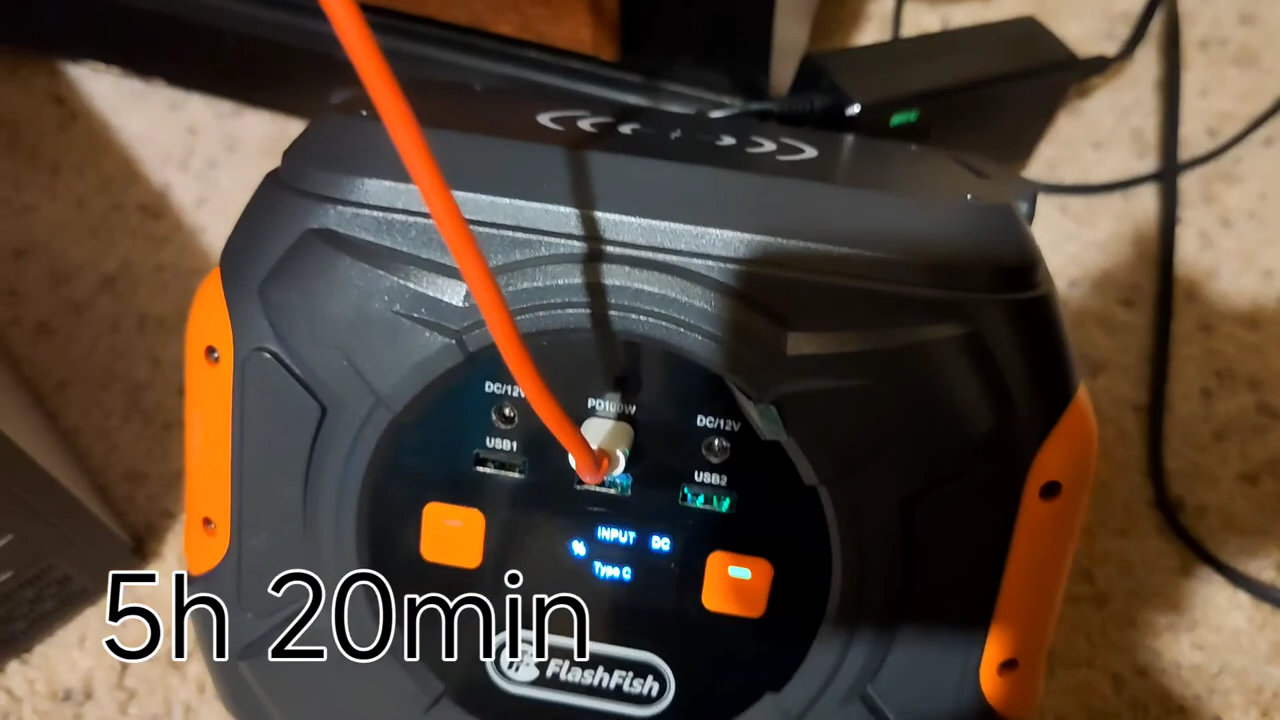 DC/12V
PD100W
DC/12V
USB1
USB2
INPUT DC
%
Type C
5h 20min
FlashFish